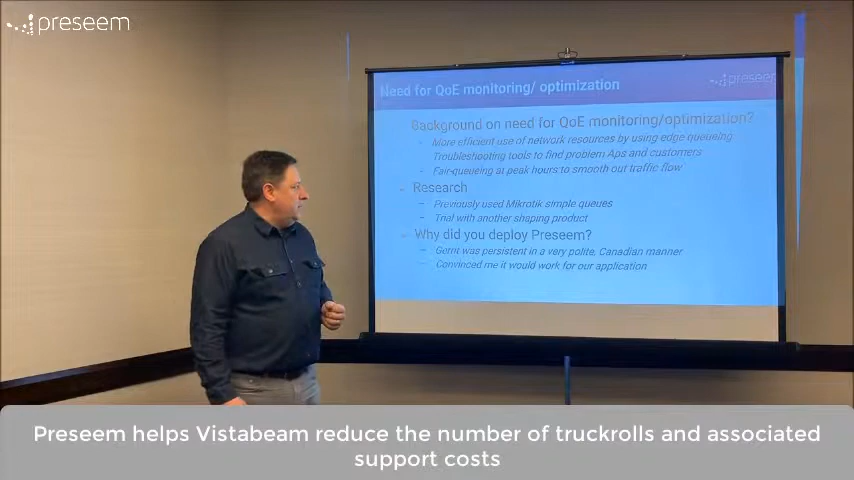 preseem
Need for QoE monitoring/ optimization
preseem
Background on need for QoE monitoring/optimization?
- More efficient use of network resources by using edge queueing
Troubleshooting tools to find problem Aps and customers
- Fair-queueing at peak hours to smooth out traffic flow
- Research
- Previously used Mikrotik simple queues
- Trial with another shaping product
- Why did you deploy Preseem?
- Gerrit was persistent in a very polite, Canadian manner
- Convinced me it would work for our application
Preseem helps Vistabeam reduce the number of truckrolls and associated
support costs